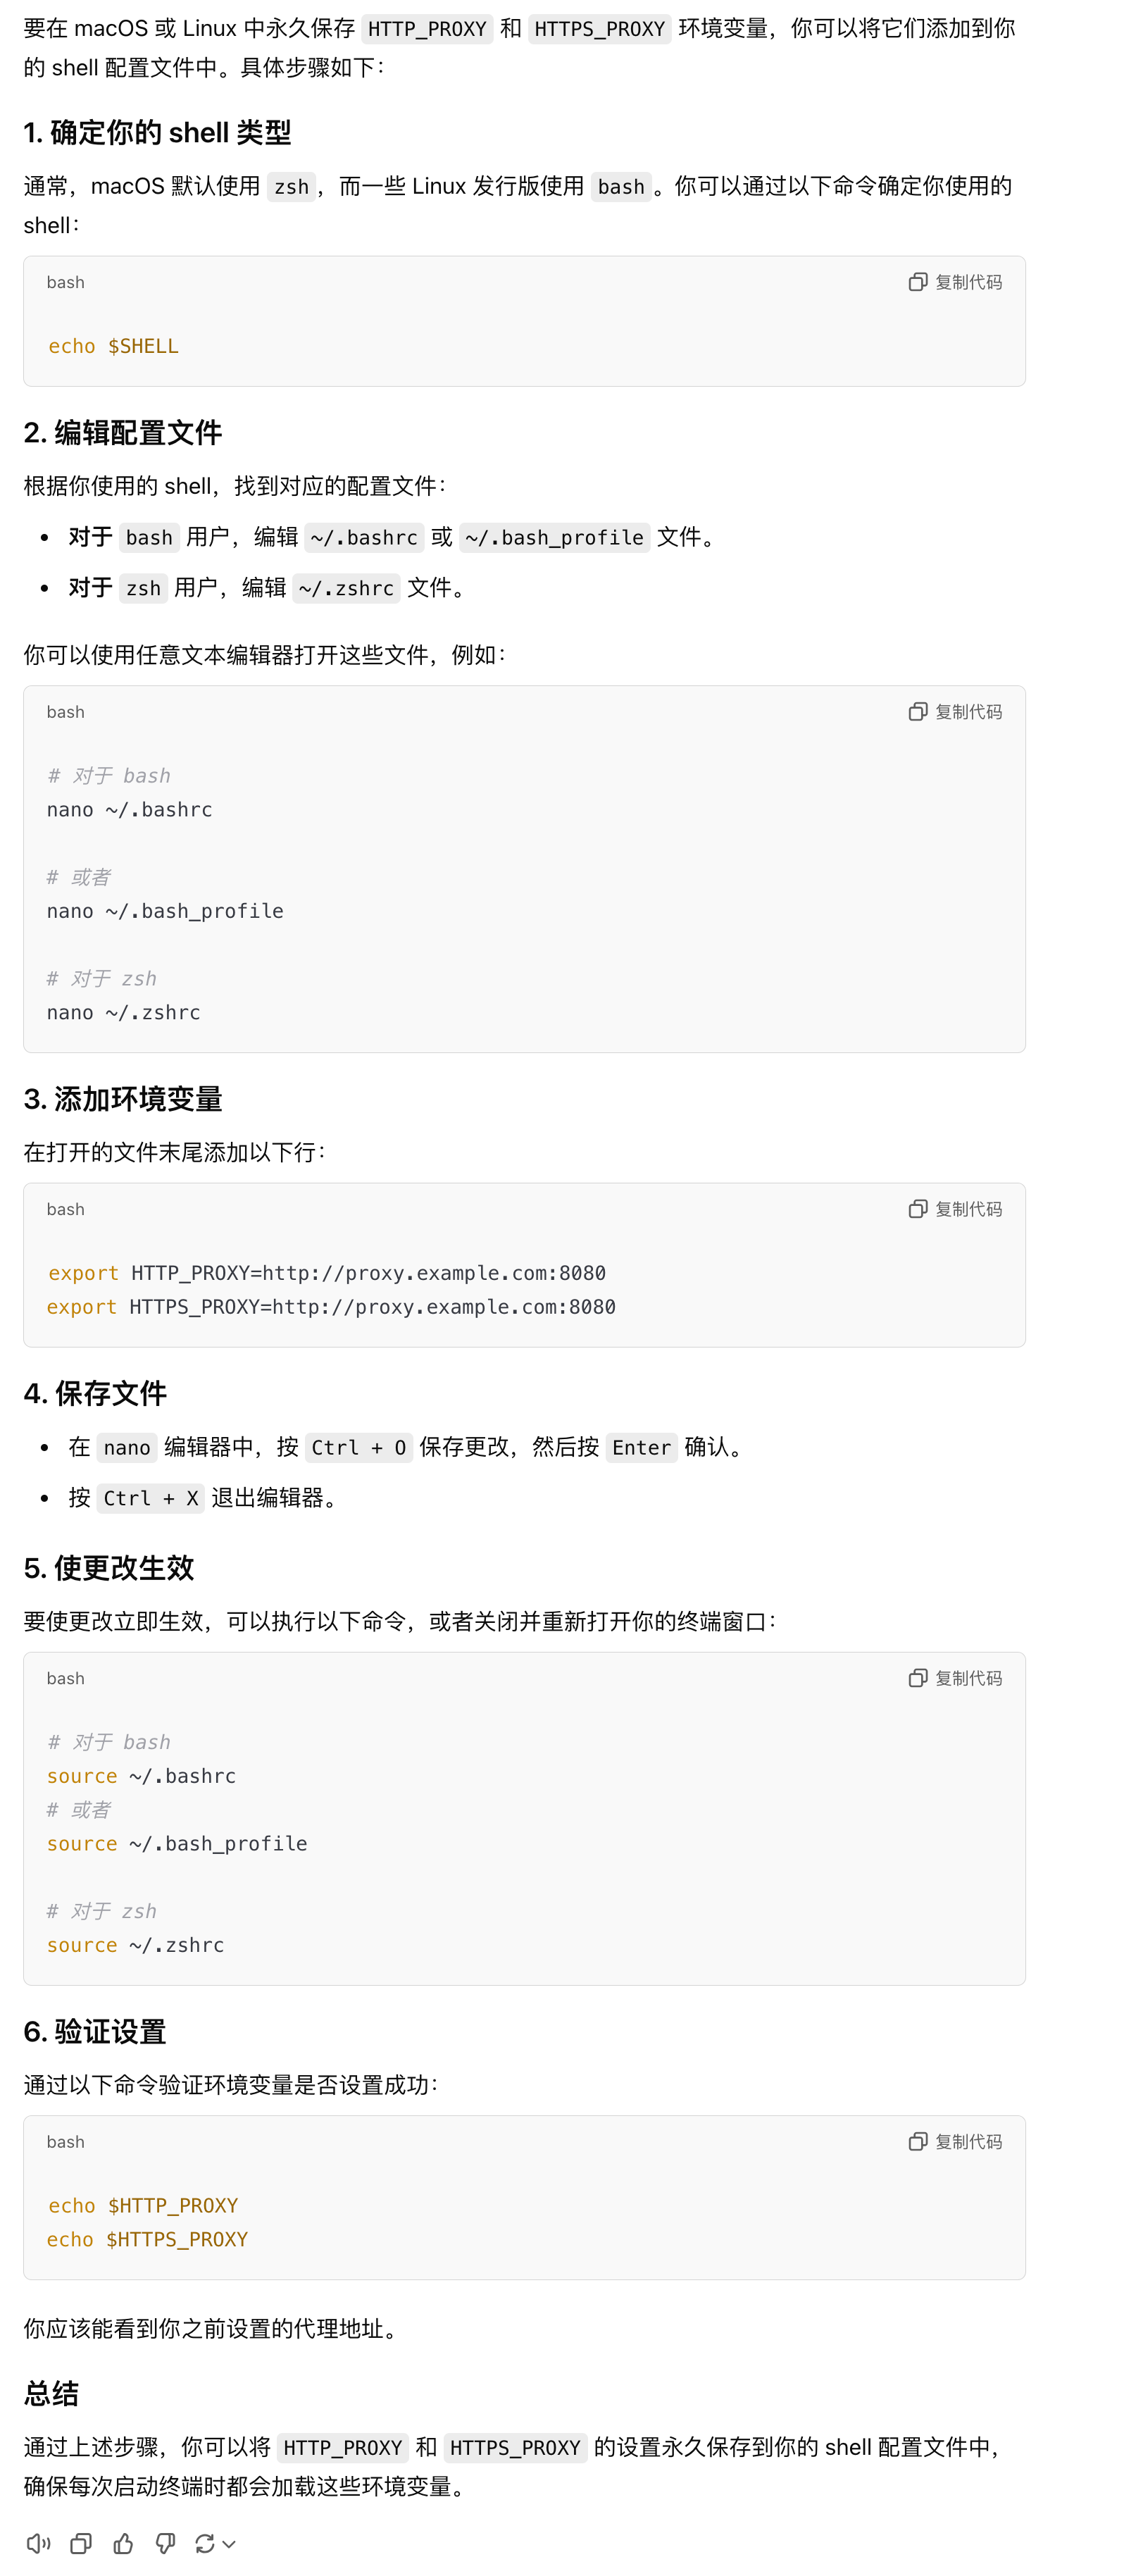 要在 macOS 或 Linux 中永久保存 HTTP_PROXY 和 HTTPS_PROXY 环境变量，你可以将它们添加到你
的 shell 配置文件中。具体步骤如下：
1. 确定你的 shell 类型
通常，macOS 默认使用 zsh，而一些 Linux 发行版使用 bash。你可以通过以下命令确定你使用的
shell：
bash 复制代码
echo $SHELL
2. 编辑配置文件
根据你使用的 shell，找到对应的配置文件：
• 对于 bash 用户，编辑 ~/.bashrc 或 ~/.bash_profile 文件。
• 对于 zsh 用户，编辑 ~/.zshrc 文件。
你可以使用任意文本编辑器打开这些文件，例如：
bash 复制代码
# 对于 bash
nano ~/.bashrc
# 或者
nano ~/.bash_profile
# 对于 zsh
nano ~/.zshrc
3. 添加环境变量
在打开的文件末尾添加以下行：
bash 复制代码
export HTTP_PROXY=http://proxy.example.com:8080
export HTTPS_PROXY=http://proxy.example.com:8080
4. 保存文件
• 在 nano 编辑器中，按 Ctrl + O 保存更改，然后按 Enter 确认。
• 按 Ctrl + X 退出编辑器。
5. 使更改生效
要使更改立即生效，可以执行以下命令，或者关闭并重新打开你的终端窗口：
bash 复制代码
# 对于 bash
source ~/.bashrc
# 或者
source ~/.bash_profile
# 对于 zsh
source ~/.zshrc
6. 验证设置
通过以下命令验证环境变量是否设置成功：
bash 复制代码
echo $HTTP_PROXY
echo $HTTPS_PROXY
你应该能看到你之前设置的代理地址。
总结
通过上述步骤，你可以将 HTTP_PROXY 和 HTTPS_PROXY 的设置永久保存到你的 shell 配置文件中，
确保每次启动终端时都会加载这些环境变量。